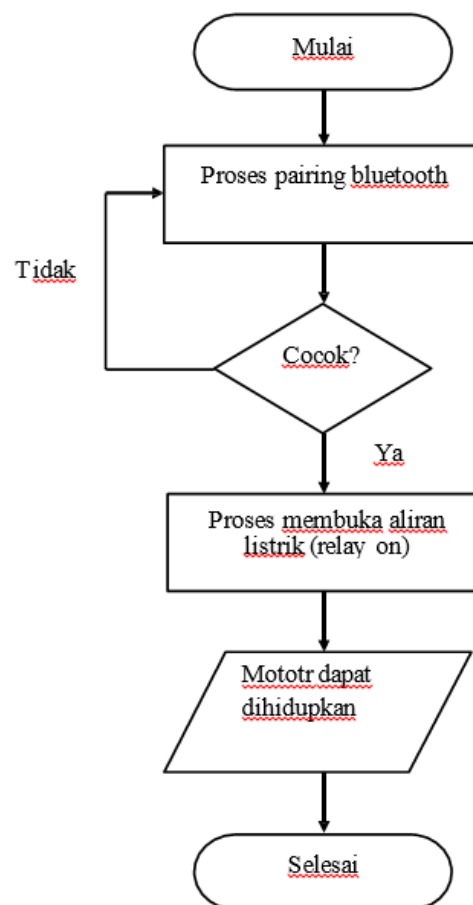 Mulai
Proses pairing bluetooth
Tidak
Cocok?
Ya
Proses membuka aliran
listrik (relay on)
Mototr dapat
dihidupkan
Selesai